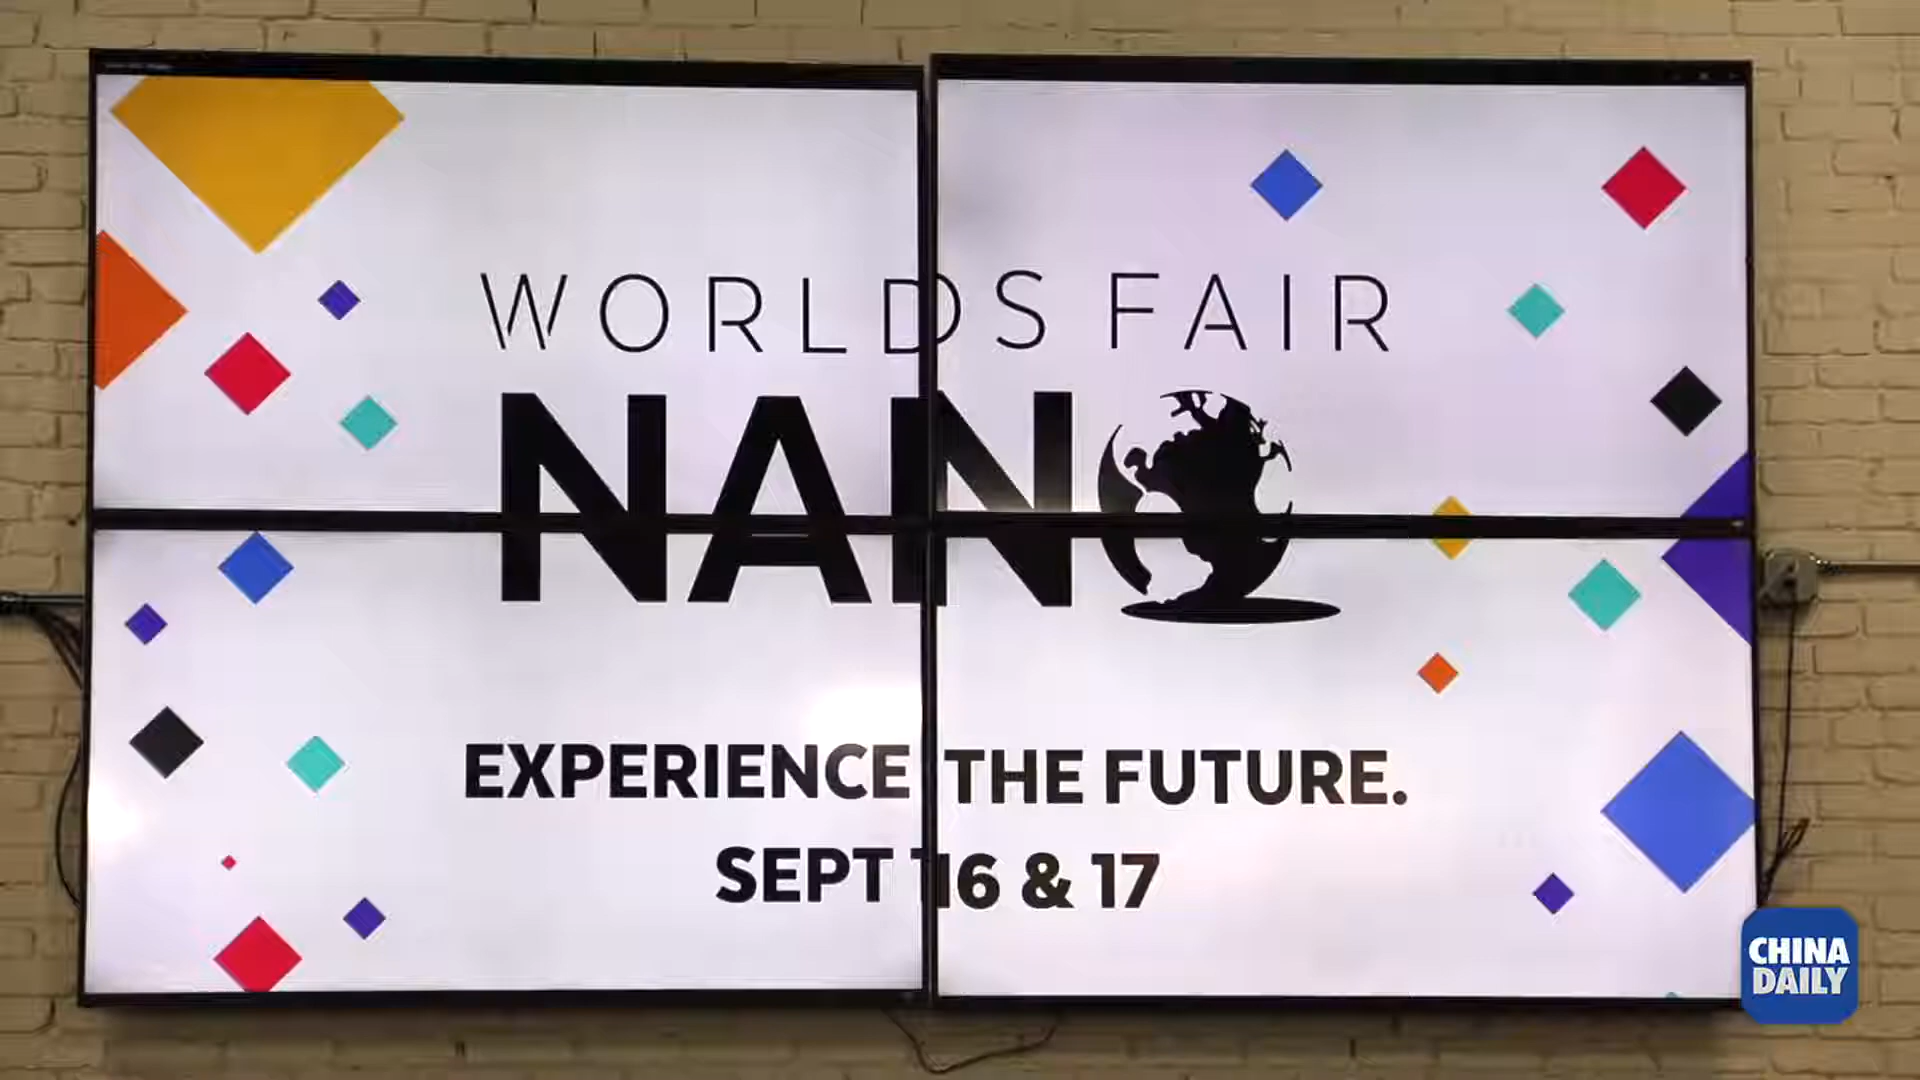 WORLDS FAIR
NANO
EXPERIENCE THE FUTURE.
SEPT 16 & 17
CHINA
DAILY